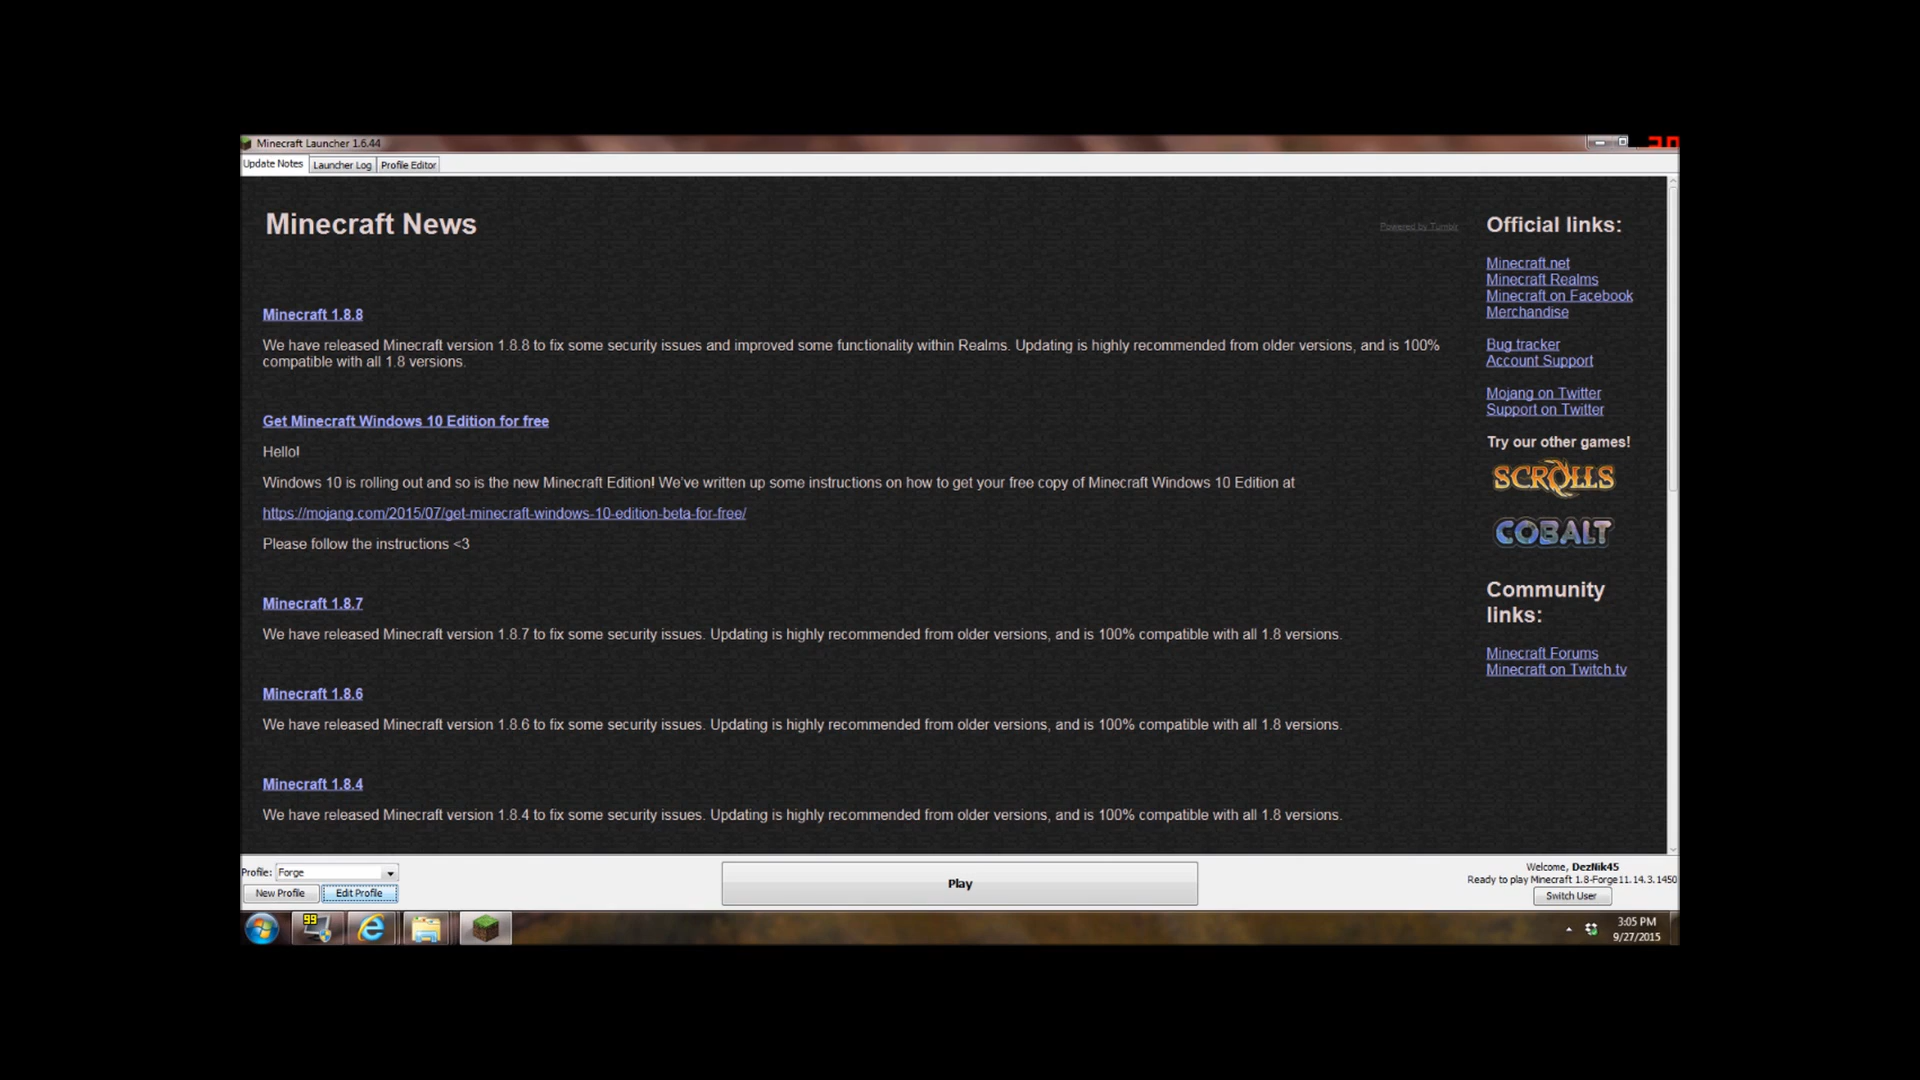 Minecraft Launcher 1.6.44
Update Notes Launcher Log Profile Editor
Minecraft News
Powered by Tumblr
Minecraft 1.8.8
We have released Minecraft version 1.8.8 to fix some security issues and improved some functionality within Realms. Updating is highly recommended from older versions, and is 100%
compatible with all 1.8 versions.
Get Minecraft Windows 10 Edition for free
Hello!
Windows 10 is rolling out and so is the new Minecraft Edition! We've written up some instructions on how to get your free copy of Minecraft Windows 10 Edition at
https://mojang.com/2015/07/get-minecraft-windows-10-edition-beta-for-free/
Please follow the instructions <3
Minecraft 1.8.7
We have released Minecraft version 1.8.7 to fix some security issues. Updating is highly recommended from older versions, and is 100% compatible with all 1.8 versions.
Minecraft 1.8.6
We have released Minecraft version 1.8.6 to fix some security issues. Updating is highly recommended from older versions, and is 100% compatible with all 1.8 versions.
Minecraft 1.8.4
We have released Minecraft version 1.8.4 to fix some security issues. Updating is highly recommended from older versions, and is 100% compatible with all 1.8 versions.
Official links:
Minecraft.net
Minecraft Realms
Minecraft on Facebook
Merchandise
Bug tracker
Account Support
Mojang on Twitter
Support on Twitter
Try our other games!
SCROLLS
COBALT
Community
links:
Minecraft Forums
Minecraft on Twitch.tv
Profile: Forge
New Profile Edit Profile
Play
Welcome, DezNik45
Ready to play Minecraft 1.8-Forge11.14.3.1450
Switch User
99
3:05 PM
9/27/2015